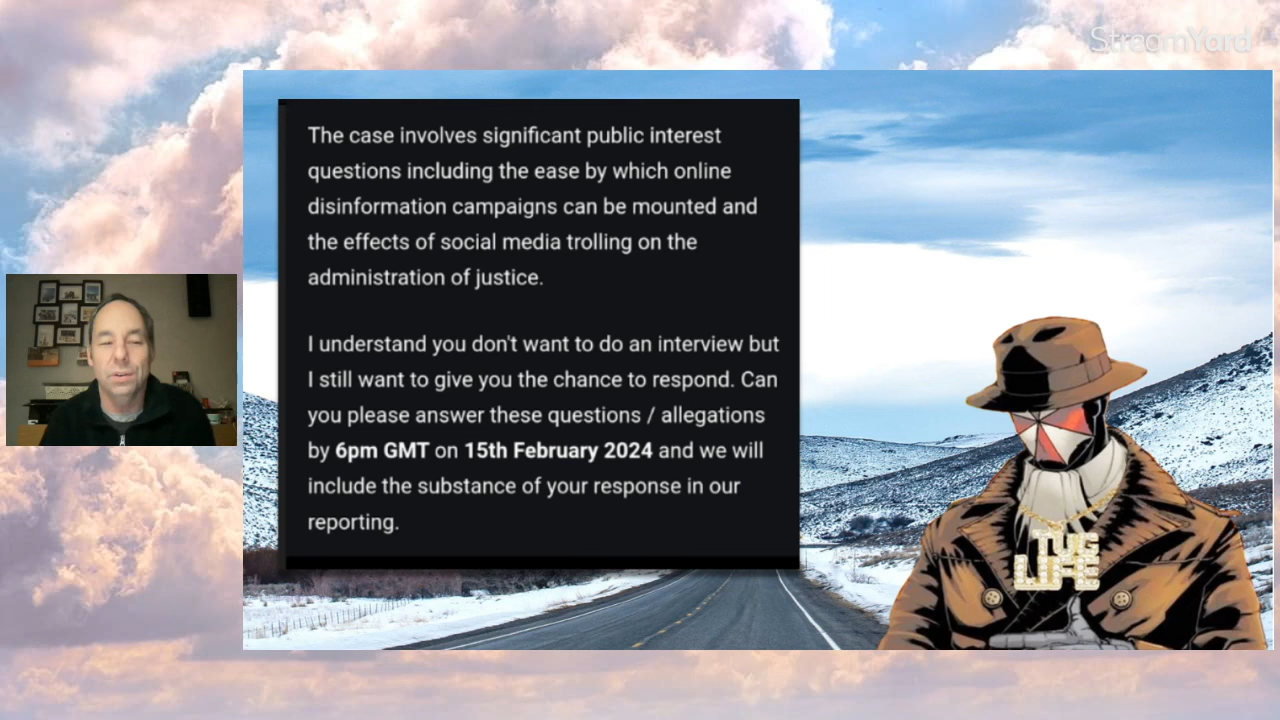 StreamYard
The case involves significant public interest
questions including the ease by which online
disinformation campaigns can be mounted and
the effects of social media trolling on the
administration of justice.
I understand you don't want to do an interview but
I still want to give you the chance to respond. Can
you please answer these questions / allegations
by 6pm GMT on 15th February 2024 and we will
include the substance of your response in our
reporting.
TUG
LIFE